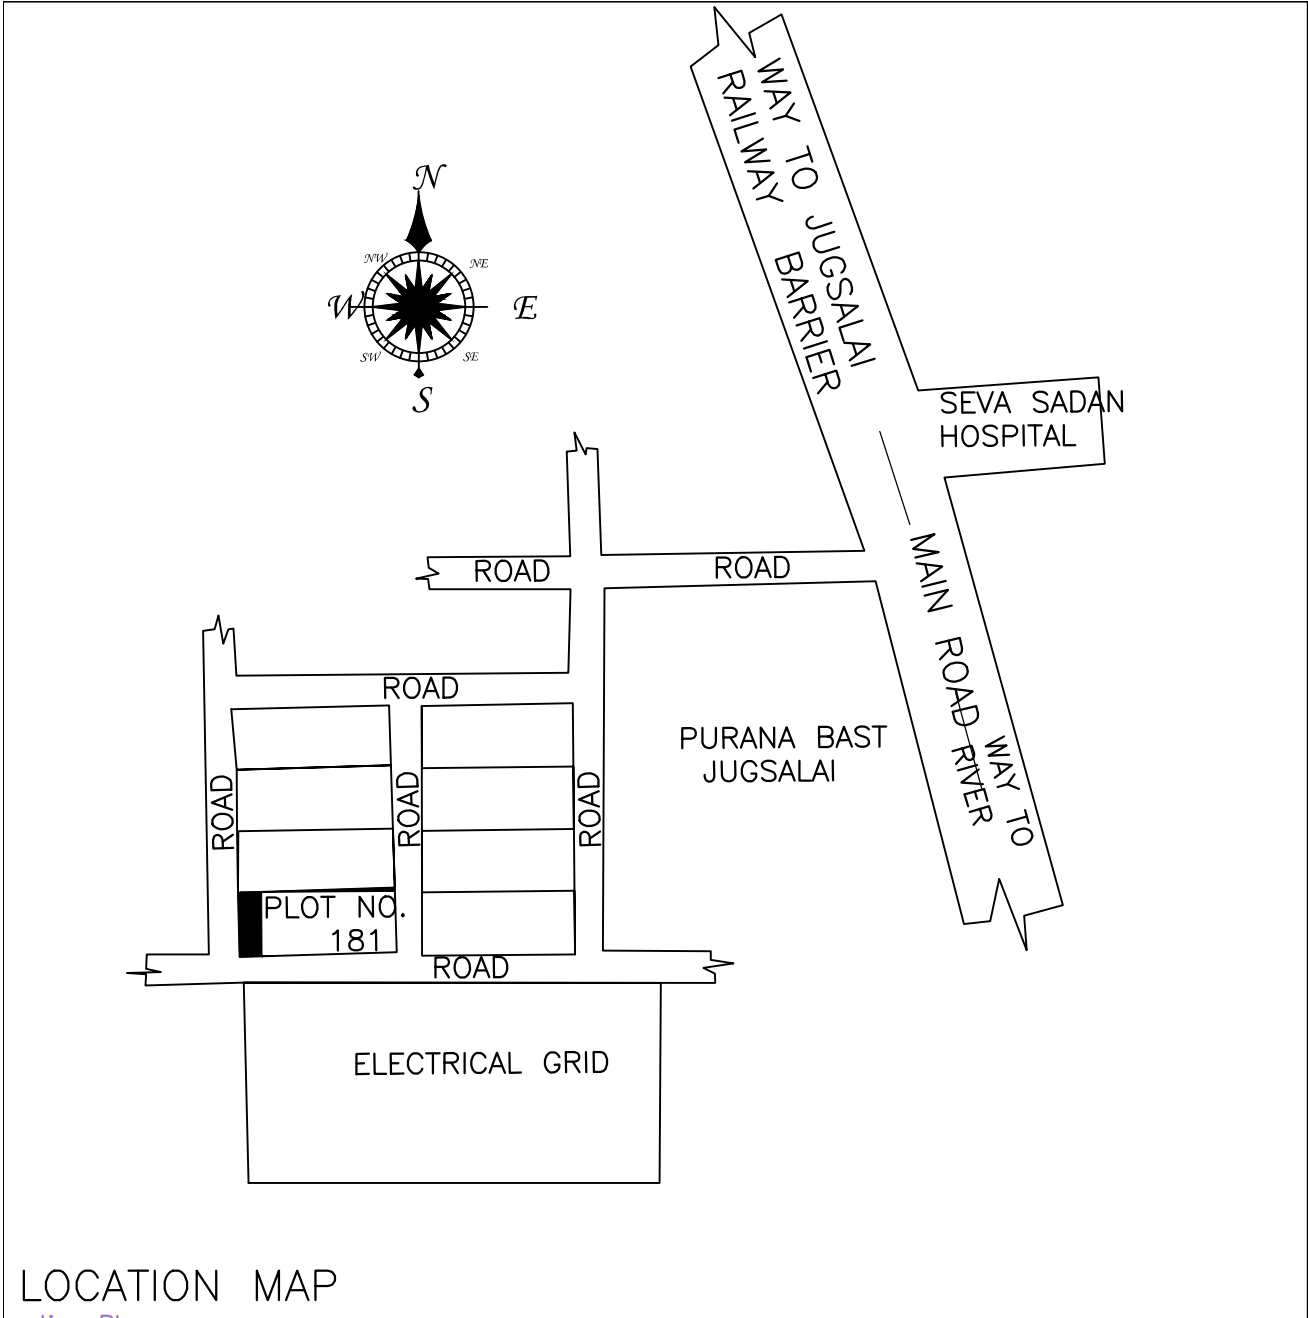 N
NW
NE
W
E
SW
SE
S
WAY TO JUGSALAI
RAILWAY BARRIER
SEVA SADAN
HOSPITAL
MAIN ROAD
WAY TO
RIVER
ROAD
ROAD
ROAD
PURANA BAST
JUGSALAI
ROAD
ROAD
ROAD
PLOT NO.
181
ROAD
ELECTRICAL GRID
LOCATION MAP